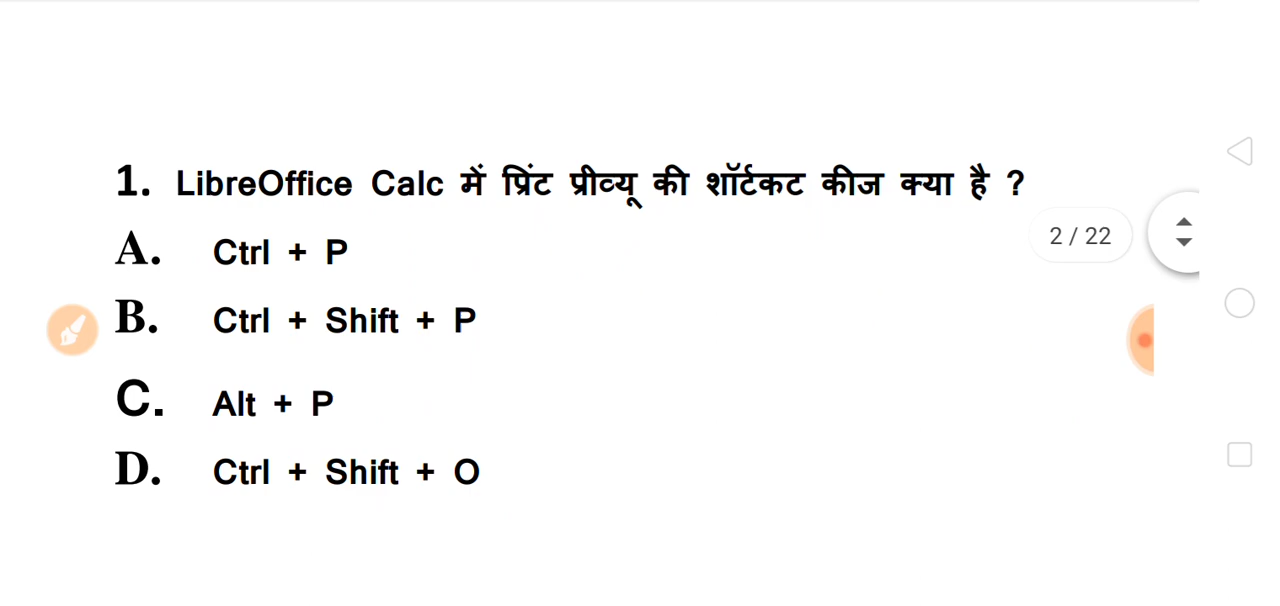 1. LibreOffice Calc में प्रिंट प्रीव्यू की शॉर्टकट कीज क्या है ?
A. Ctrl + P
2 / 22
B. Ctrl + Shift + P
C. Alt + P
D. Ctrl + Shift + O